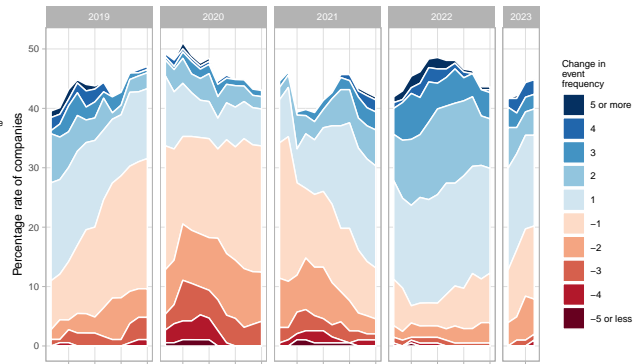 2019 2020 2021 2022 2023
50
40
30
20
10
0
Percentage rate of companies
Change in
event
frequency
5 or more
4
3
2
1
−1
−2
−3
−4
−5 or less